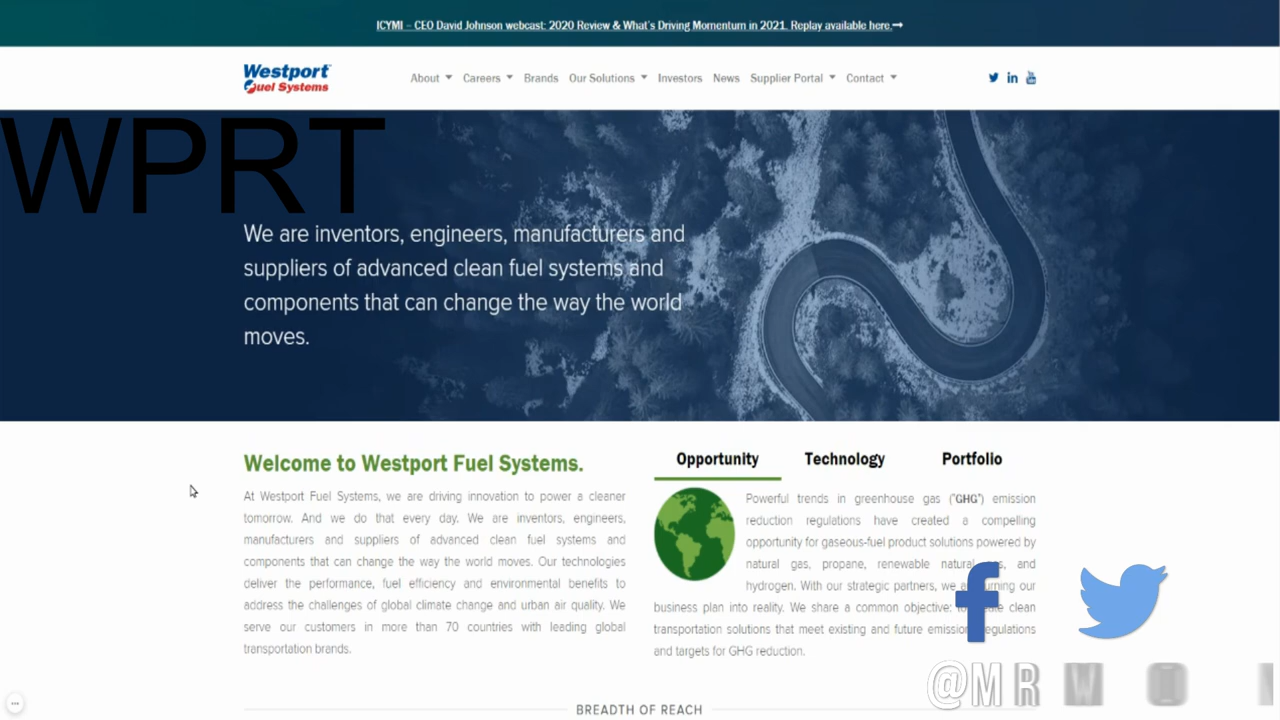 ICYMI – CEO David Johnson webcast: 2020 Review & What's Driving Momentum in 2021. Replay available here.→
Westport
Fuel Systems
About Careers Brands Our Solutions Investors News Supplier Portal Contact
WPRT
We are inventors, engineers, manufacturers and
suppliers of advanced clean fuel systems and
components that can change the way the world
moves.
Welcome to Westport Fuel Systems.
At Westport Fuel Systems, we are driving innovation to power a cleaner
tomorrow. And we do that every day. We are inventors, engineers,
manufacturers and suppliers of advanced clean fuel systems and
components that can change the way the world moves. Our technologies
deliver the performance, fuel efficiency and environmental benefits to
address the challenges of global climate change and urban air quality. We
serve our customers in more than 70 countries with leading global
transportation brands.
Opportunity Technology Portfolio
Powerful trends in greenhouse gas ("GHG") emission
reduction regulations have created a compelling
opportunity for gaseous-fuel product solutions powered by
natural gas, propane, renewable natural gas, and
hydrogen. With our strategic partners, we are turning our
business plan into reality. We share a common objective: clean
transportation solutions that meet existing and future emission regulations
and targets for GHG reduction.
@MRW
BREADTH OF REACH